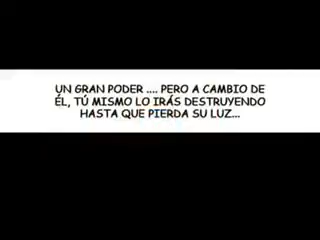 UN GRAN PODER .... PERO A CAMBIO DE
ÉL, TÚ MISMO LO IRÁS DESTRUYENDO
HASTA QUE PIERDA SU LUZ...